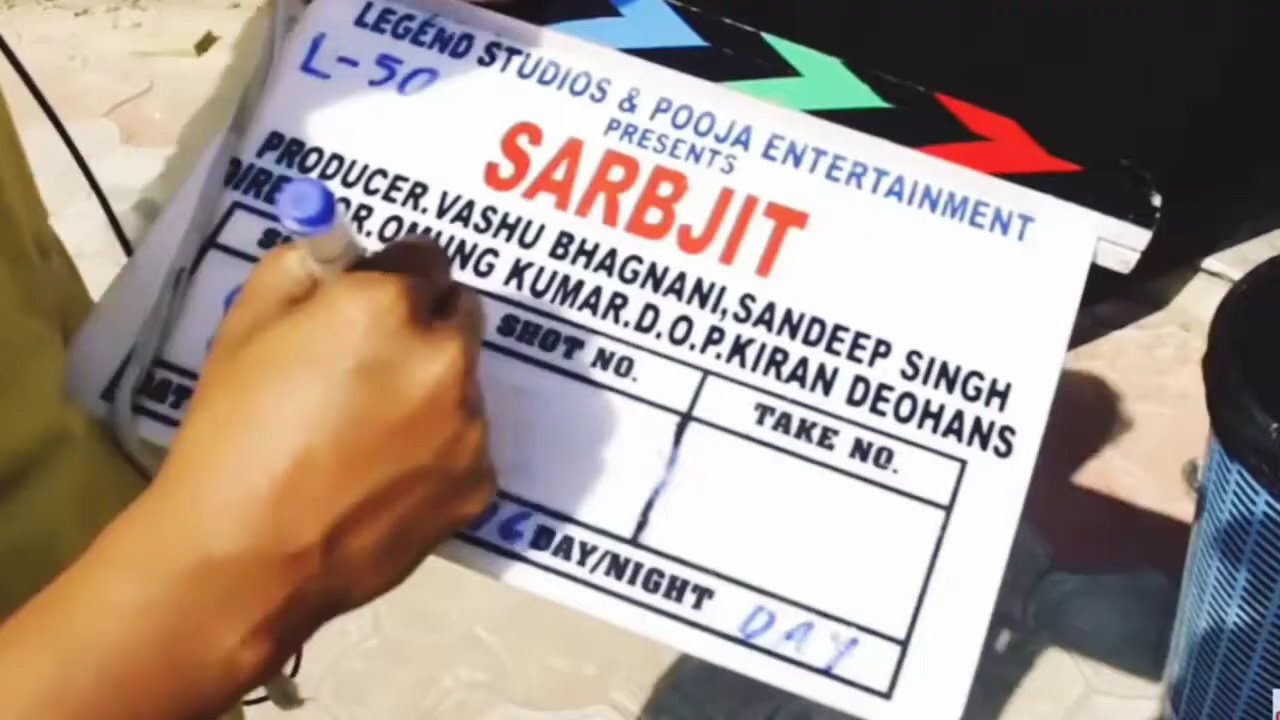 LEGEND STUDIOS & POOJA ENTERTAINMENT
L-50
PRESENTS
SARBJIT
PRODUCER.VASHU BHAGNANI,SANDEEP SINGH
KUMAR.D.O.P.KIRAN DEOHANS
SHOT NO. TAKE NO.
DAY/NIGHT DAY